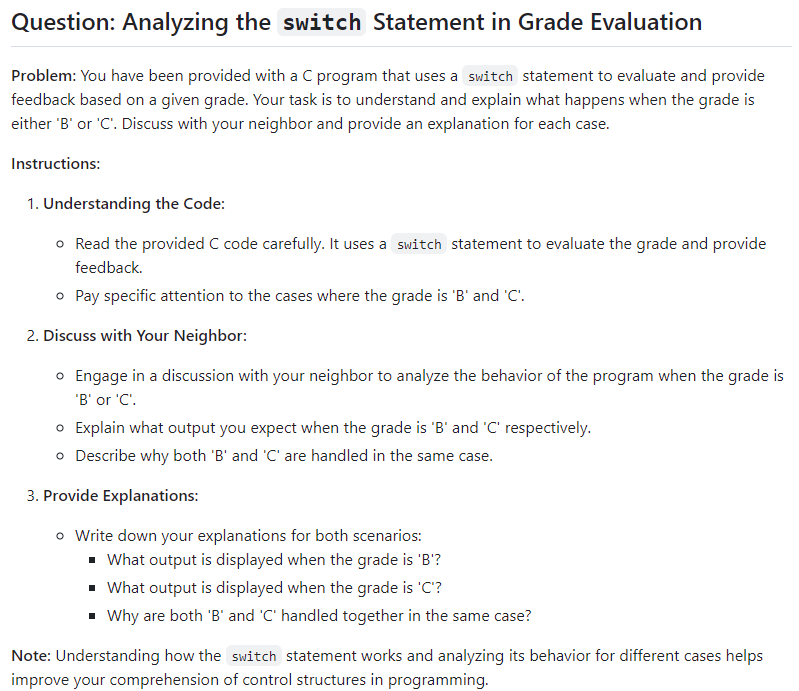 Question: Analyzing the switch Statement in Grade Evaluation
Problem: You have been provided with a C program that uses a switch statement to evaluate and provide
feedback based on a given grade. Your task is to understand and explain what happens when the grade is
either 'B' or 'C'. Discuss with your neighbor and provide an explanation for each case.
Instructions:
1. Understanding the Code:
Read the provided C code carefully. It uses a switch statement to evaluate the grade and provide
feedback.
Pay specific attention to the cases where the grade is 'B' and 'C'.
2. Discuss with Your Neighbor:
Engage in a discussion with your neighbor to analyze the behavior of the program when the grade is
'B' or 'C'.
Explain what output you expect when the grade is 'B' and 'C' respectively.
Describe why both 'B' and 'C' are handled in the same case.
3. Provide Explanations:
Write down your explanations for both scenarios:
What output is displayed when the grade is 'B'?
What output is displayed when the grade is 'C'?
Why are both 'B' and 'C' handled together in the same case?
Note: Understanding how the switch statement works and analyzing its behavior for different cases helps
improve your comprehension of control structures in programming.